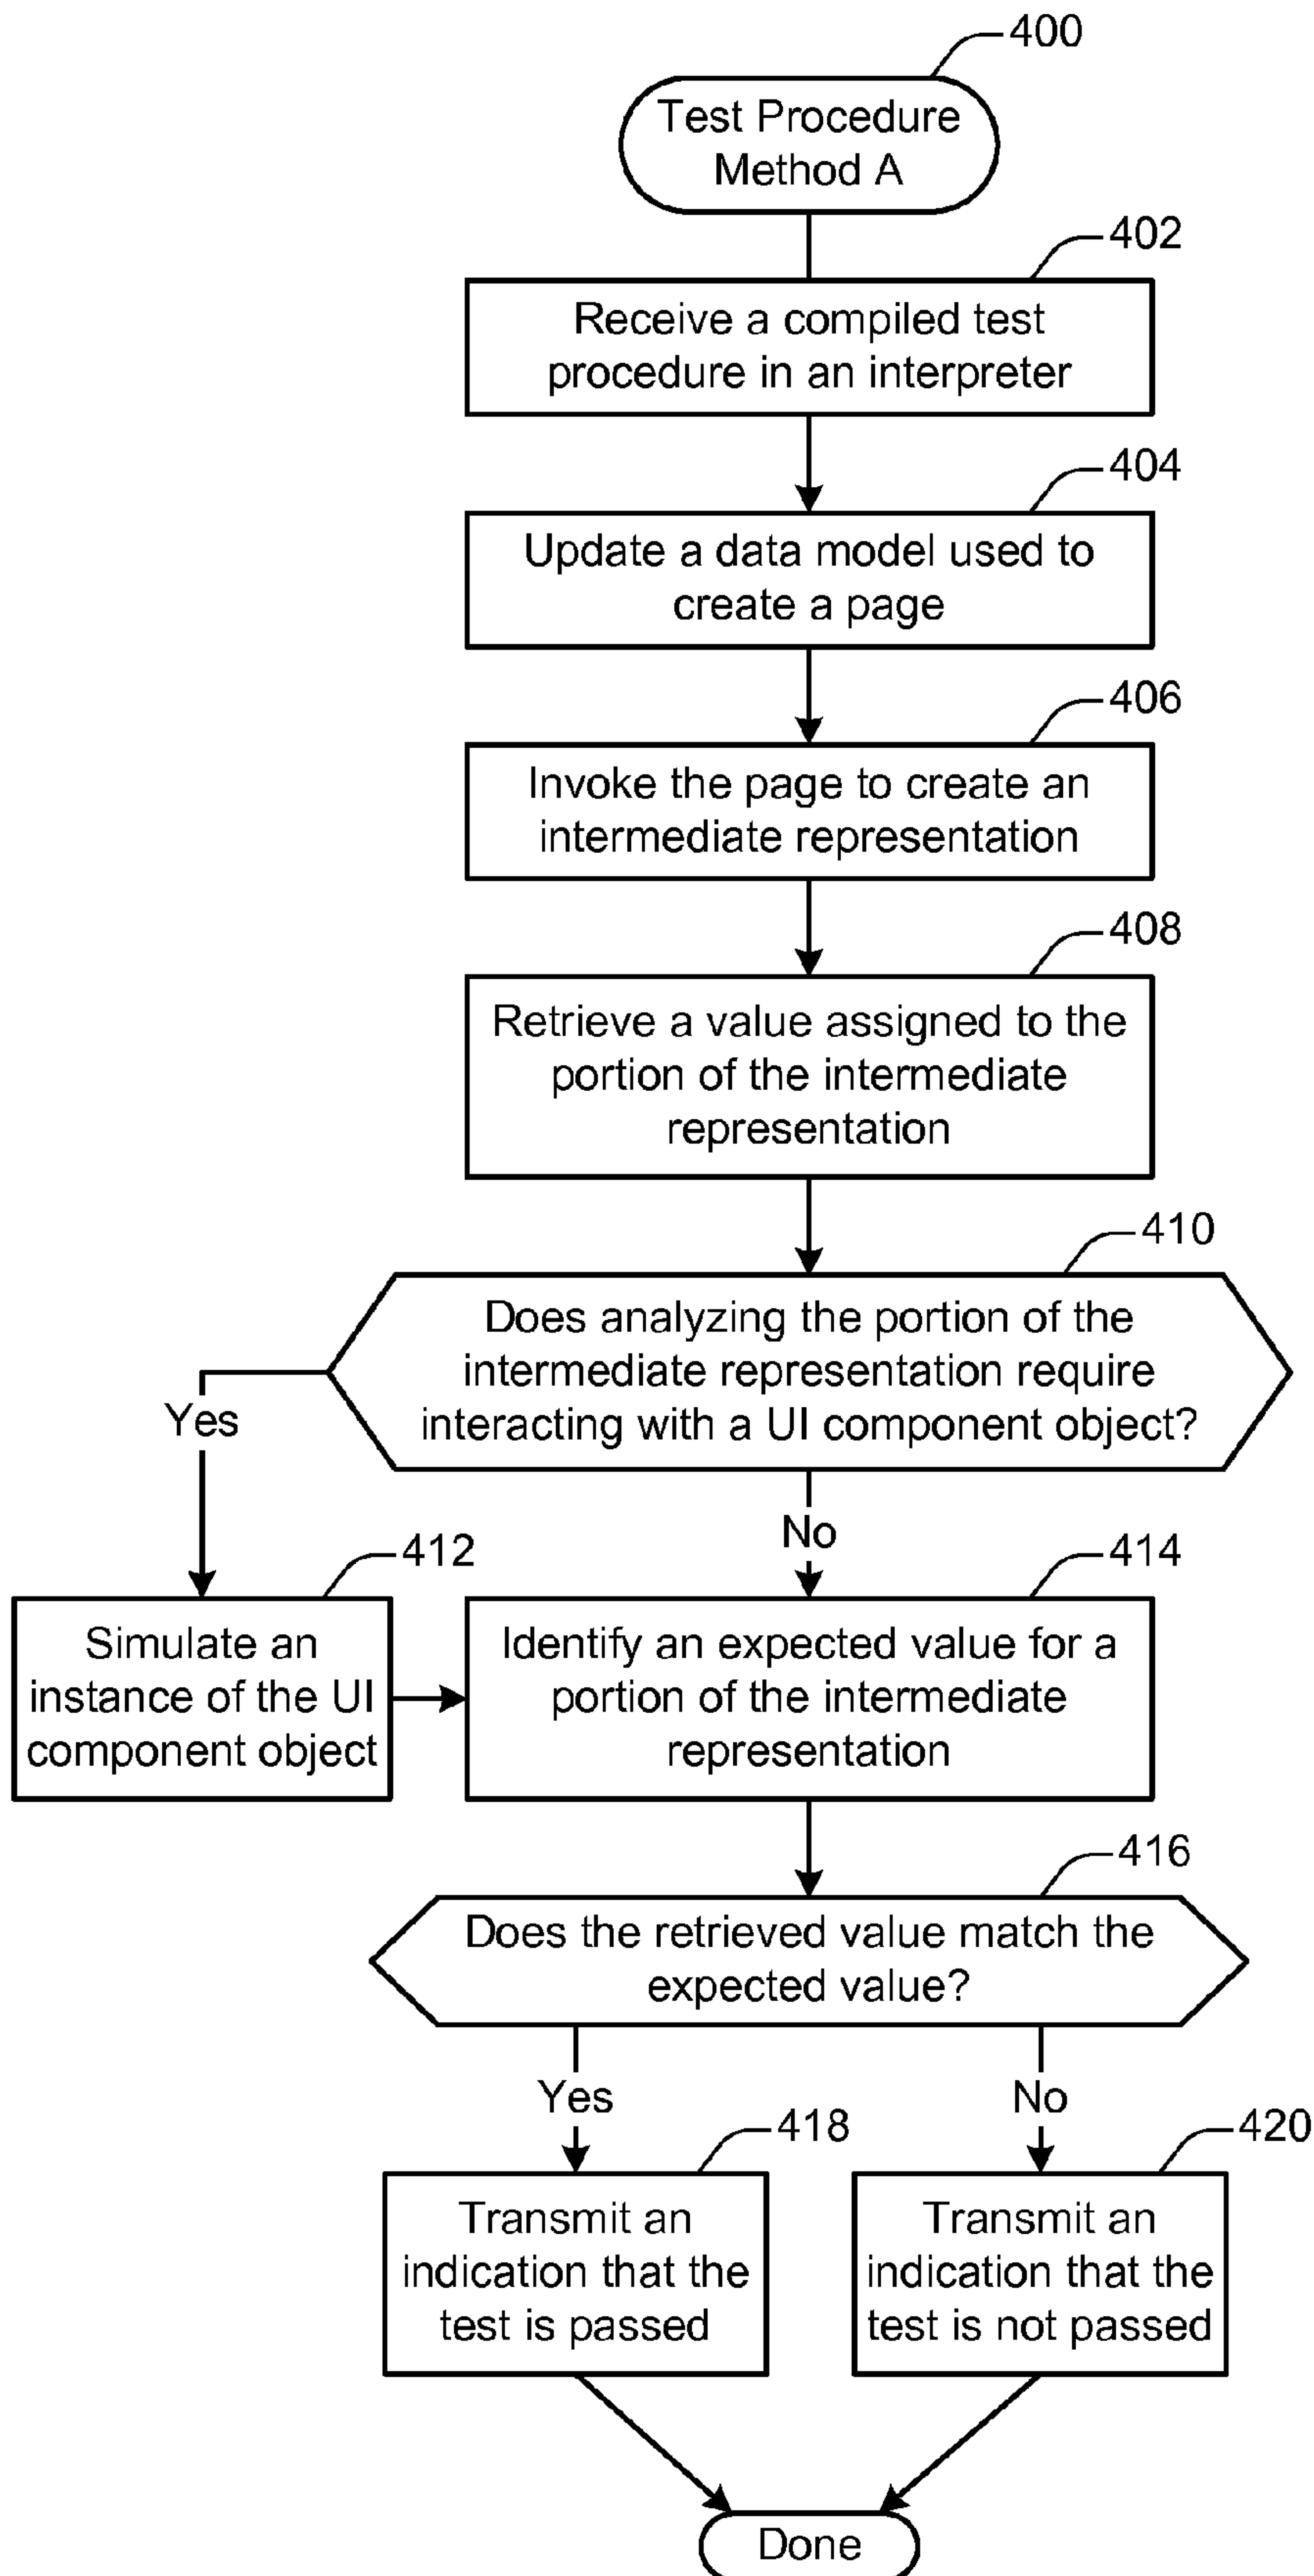 400
Test Procedure
Method A
402
Receive a compiled test
procedure in an interpreter
404
Update a data model used to
create a page
406
Invoke the page to create an
intermediate representation
408
Retrieve a value assigned to the
portion of the intermediate
representation
410
Does analyzing the portion of the
intermediate representation require
interacting with a UI component object?
Yes
No
412
Simulate an
instance of the UI
component object
414
Identify an expected value for a
portion of the intermediate
representation
416
Does the retrieved value match the
expected value?
Yes
No
418
Transmit an
indication that the
test is passed
420
Transmit an
indication that the
test is not passed
Done